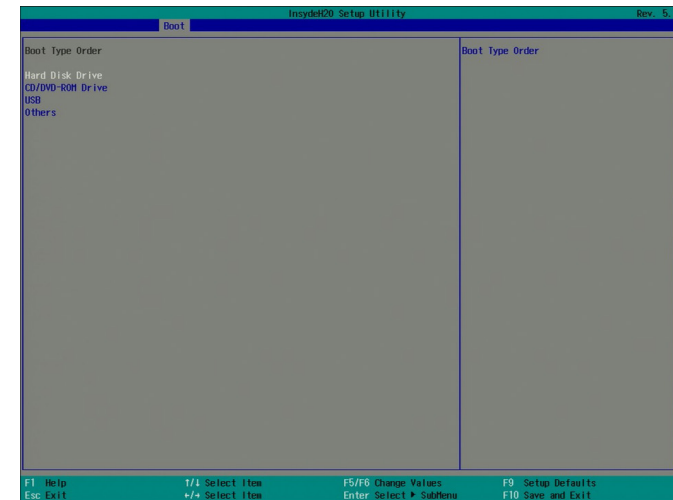 InsydeH20 Setup Utility Rev. 5.
Boot
Boot Type Order
Boot Type Order
Hard Disk Drive
CD/DVD-ROM Drive
USB
Others
F1 Help ↑/↓ Select Item F5/F6 Change Values F9 Setup Defaults
Esc Exit ←/→ Select Item Enter Select ▶ SubMenu F10 Save and Exit